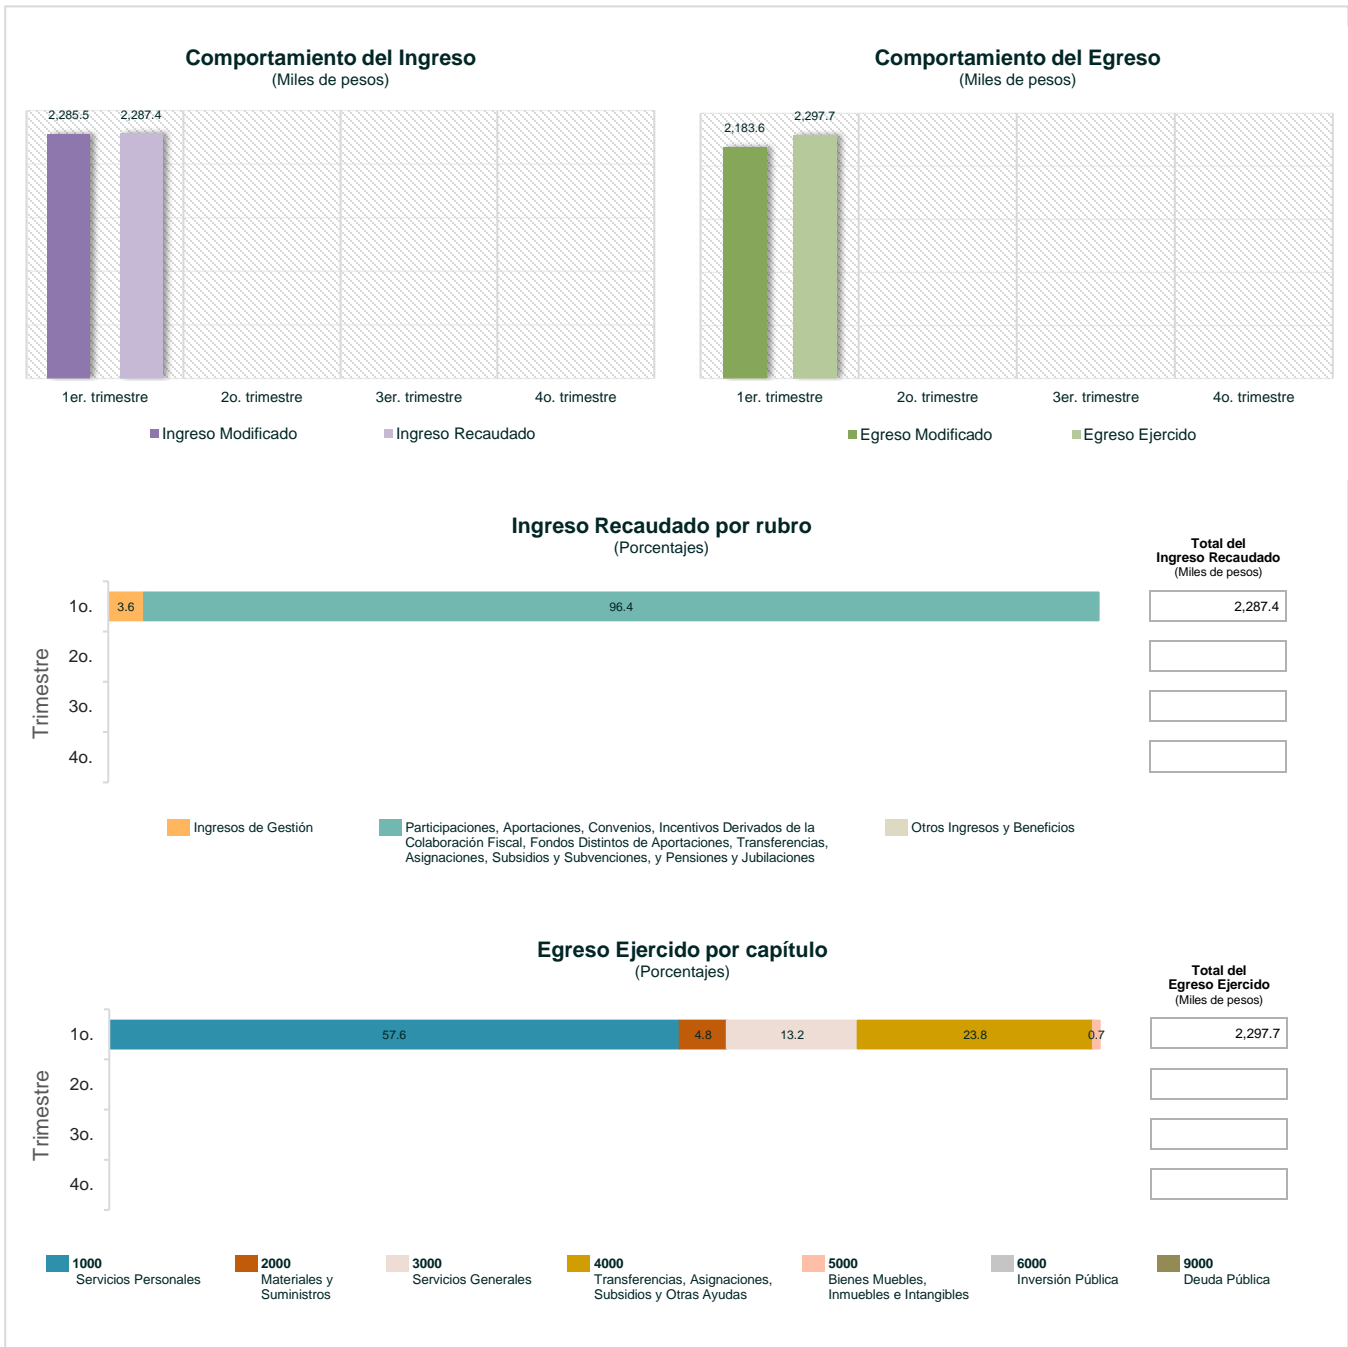 Comportamiento del Ingreso
(Miles de pesos)
2,285.5
2,287.4
1er. trimestre
2o. trimestre
3er. trimestre
4o. trimestre
Ingreso Modificado
Ingreso Recaudado
Comportamiento del Egreso
(Miles de pesos)
2,183.6
2,297.7
1er. trimestre
2o. trimestre
3er. trimestre
4o. trimestre
Egreso Modificado
Egreso Ejercido
Ingreso Recaudado por rubro
(Porcentajes)
Total del
Ingreso Recaudado
(Miles de pesos)
Trimestre
1o.
3.6
96.4
2,287.4
2o.
3o.
4o.
Ingresos de Gestión
Participaciones, Aportaciones, Convenios, Incentivos Derivados de la
Colaboración Fiscal, Fondos Distintos de Aportaciones, Transferencias,
Asignaciones, Subsidios y Subvenciones, y Pensiones y Jubilaciones
Otros Ingresos y Beneficios
Egreso Ejercido por capítulo
(Porcentajes)
Total del
Egreso Ejercido
(Miles de pesos)
Trimestre
1o.
57.6
4.8
13.2
23.8
0.7
2,297.7
2o.
3o.
4o.
1000
Servicios Personales
2000
Materiales y
Suministros
3000
Servicios Generales
4000
Transferencias, Asignaciones,
Subsidios y Otras Ayudas
5000
Bienes Muebles,
Inmuebles e Intangibles
6000
Inversión Pública
9000
Deuda Pública